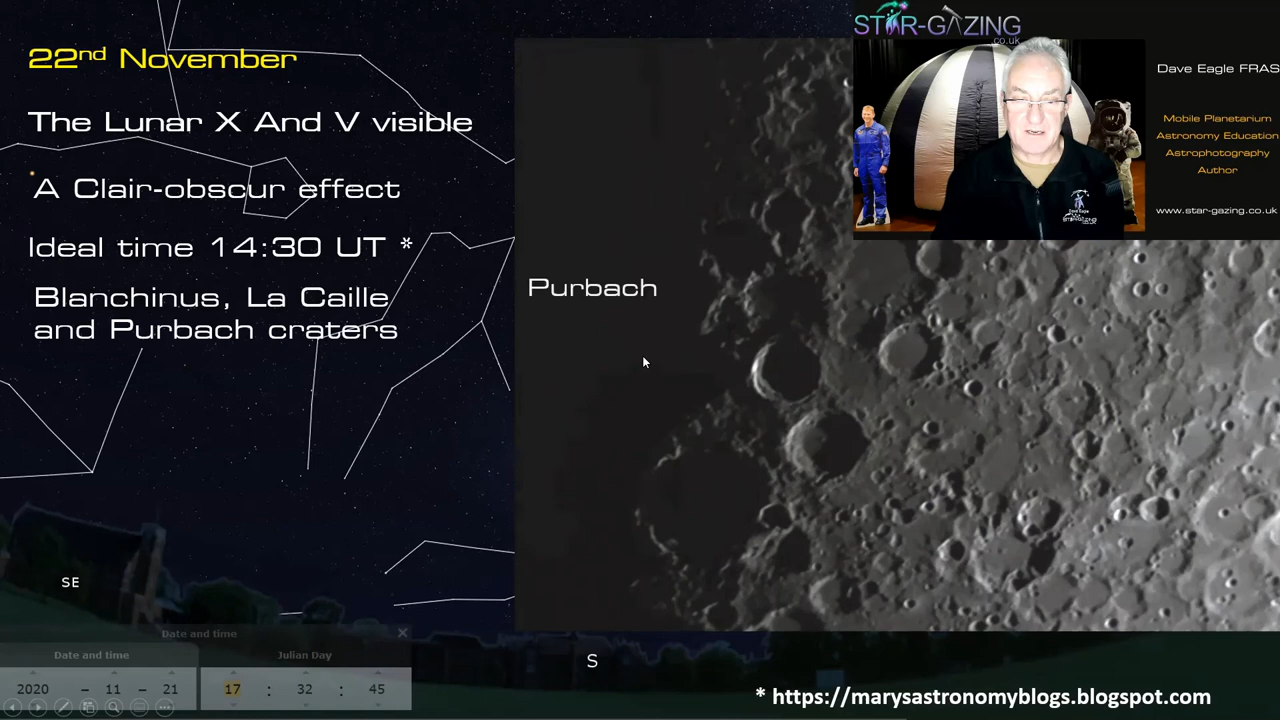 22nd November
The Lunar X And V visible
A Clair-obscur effect
Ideal time 14:30 UT *
Blanchinus, La Caille
and Purbach craters
Purbach
STAR-GAZING
co.uk
Dave Eagle FRAS
Mobile Planetarium
Astronomy Education
Astrophotography
Author
www.star-gazing.co.uk
SE
S
Date and time
Date and time
Julian Day
2020 - 11 - 21
17 : 32 : 45
* https://marysastronomyblogs.blogspot.com